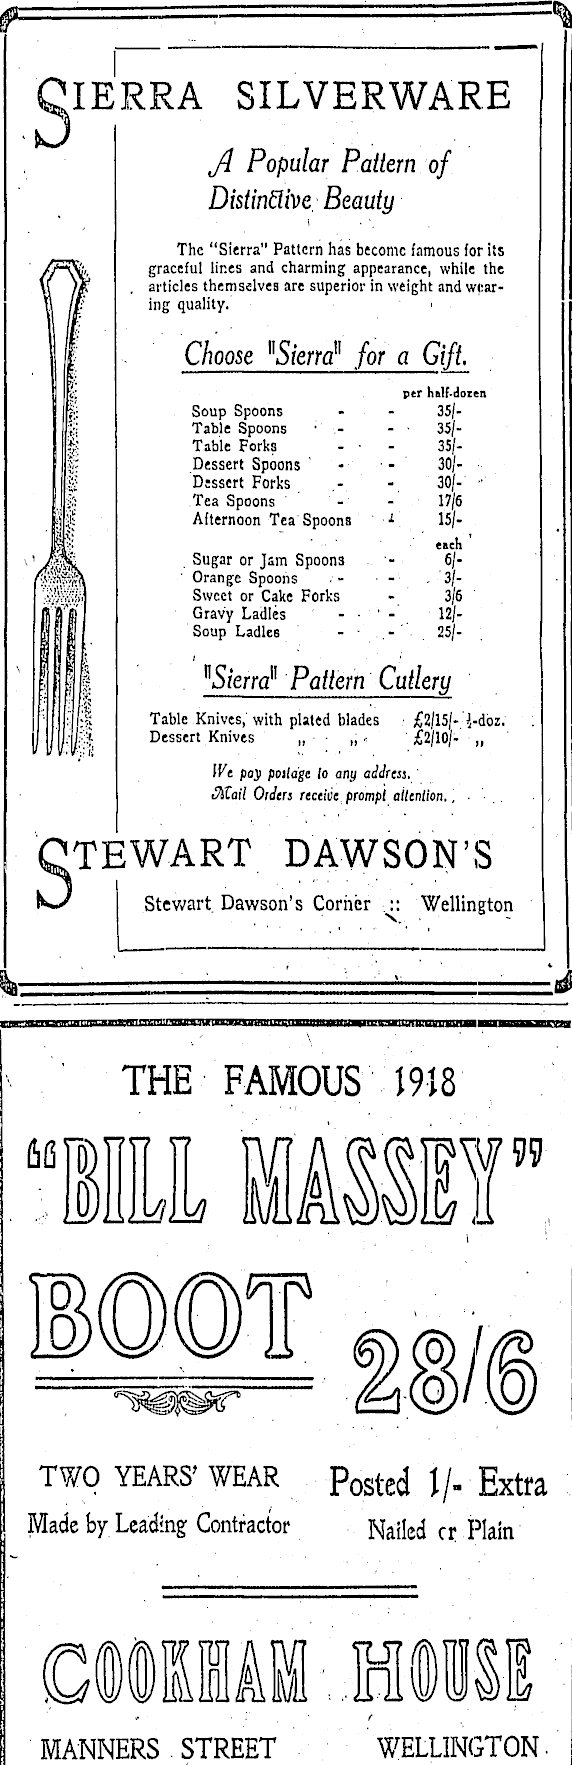 SIERRA SILVERWARE
A Popular Pattern of
Distinctive Beauty
The "Sierra" Pattern has become famous for its
graceful lines and charming appearance, while the
articles themselves are superior in weight and wear-
ing quality.
Choose "Sierra" for a Gift.
per half-dozen
Soup Spoons - - 35/-
Table Spoons - - 35/-
Table Forks - - 35/-
Dessert Spoons - - 30/-
Dessert Forks - - 30/-
Tea Spoons - - 17/6
Afternoon Tea Spoons - 15/-
each
Sugar or Jam Spoons - 6/-
Orange Spoons - - 3/-
Sweet or Cake Forks - 3/6
Gravy Ladles - - 12/-
Soup Ladles - - 25/-
"Sierra" Pattern Cutlery
Table Knives, with plated blades £2/15/- ½-doz.
Dessert Knives „ „ £2/10/- „
We pay postage to any address.
Mail Orders receive prompt attention.
STEWART DAWSON'S
Stewart Dawson's Corner :: Wellington
THE FAMOUS 1918
"BILL MASSEY"
BOOT
28/6
TWO YEARS' WEAR
Posted 1/- Extra
Made by Leading Contractor
Nailed or Plain
COOKHAM HOUSE
MANNERS STREET WELLINGTON.